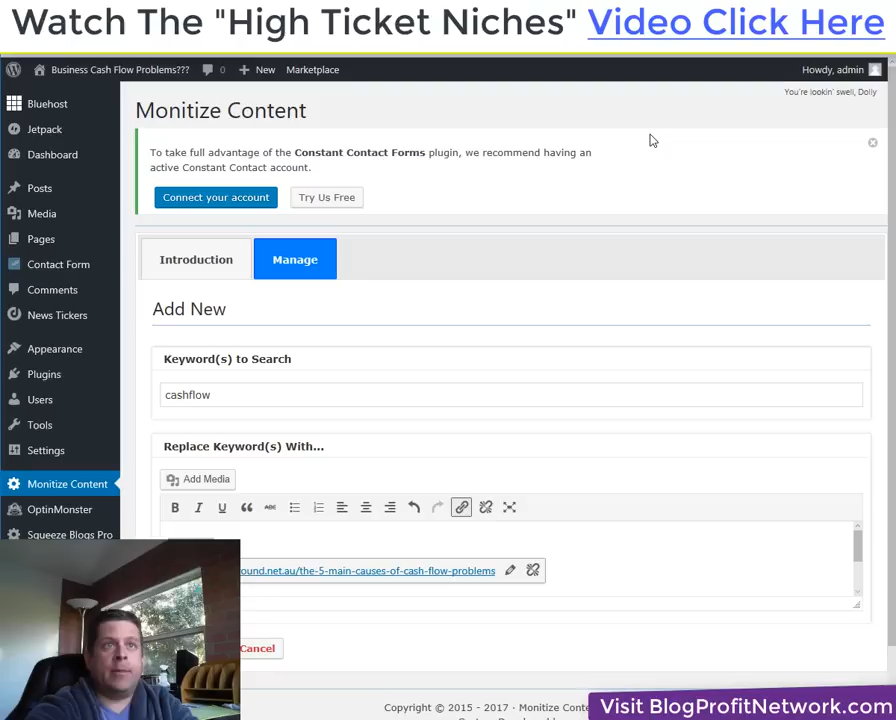 Watch The "High Ticket Niches" Video Click Here
Business Cash Flow Problems??? 0 New Marketplace Howdy, admin
You're lookin' swell, Dolly
Bluehost
Jetpack
Dashboard
Posts
Media
Pages
Contact Form
Comments
News Tickers
Appearance
Plugins
Users
Tools
Settings
Monitize Content
OptinMonster
Squeeze Blogs Pro
Monitize Content
To take full advantage of the Constant Contact Forms plugin, we recommend having an
active Constant Contact account.
Connect your account Try Us Free
Introduction Manage
Add New
Keyword(s) to Search
cashflow
Replace Keyword(s) With...
Add Media
B I U ABC
ound.net.au/the-5-main-causes-of-cash-flow-problems
Cancel
Copyright © 2015 - 2017 · Monitize
Visit BlogProfitNetwork.com